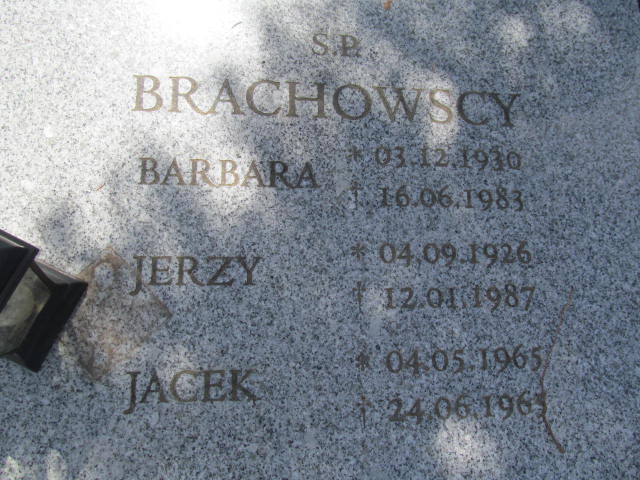 S.P.
BRACHOWSCY
BARBARA * 03.12.1930
† 16.06.1983
JERZY * 04.09.1926
† 12.01.1987
JACEK * 04.05.1965
† 24.06.1965